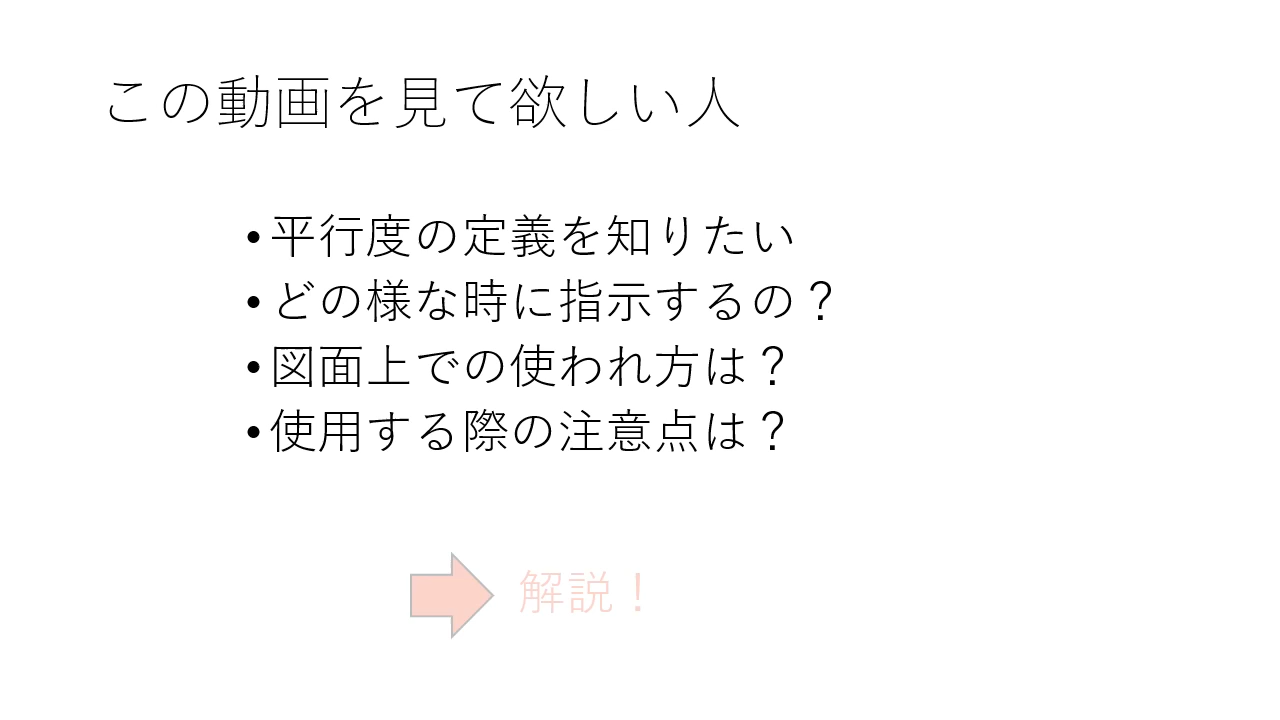 この動画を見て欲しい人
•平行度の定義を知りたい
•どの様な時に指示するの？
•図面上での使われ方は？
•使用する際の注意点は？
解説！